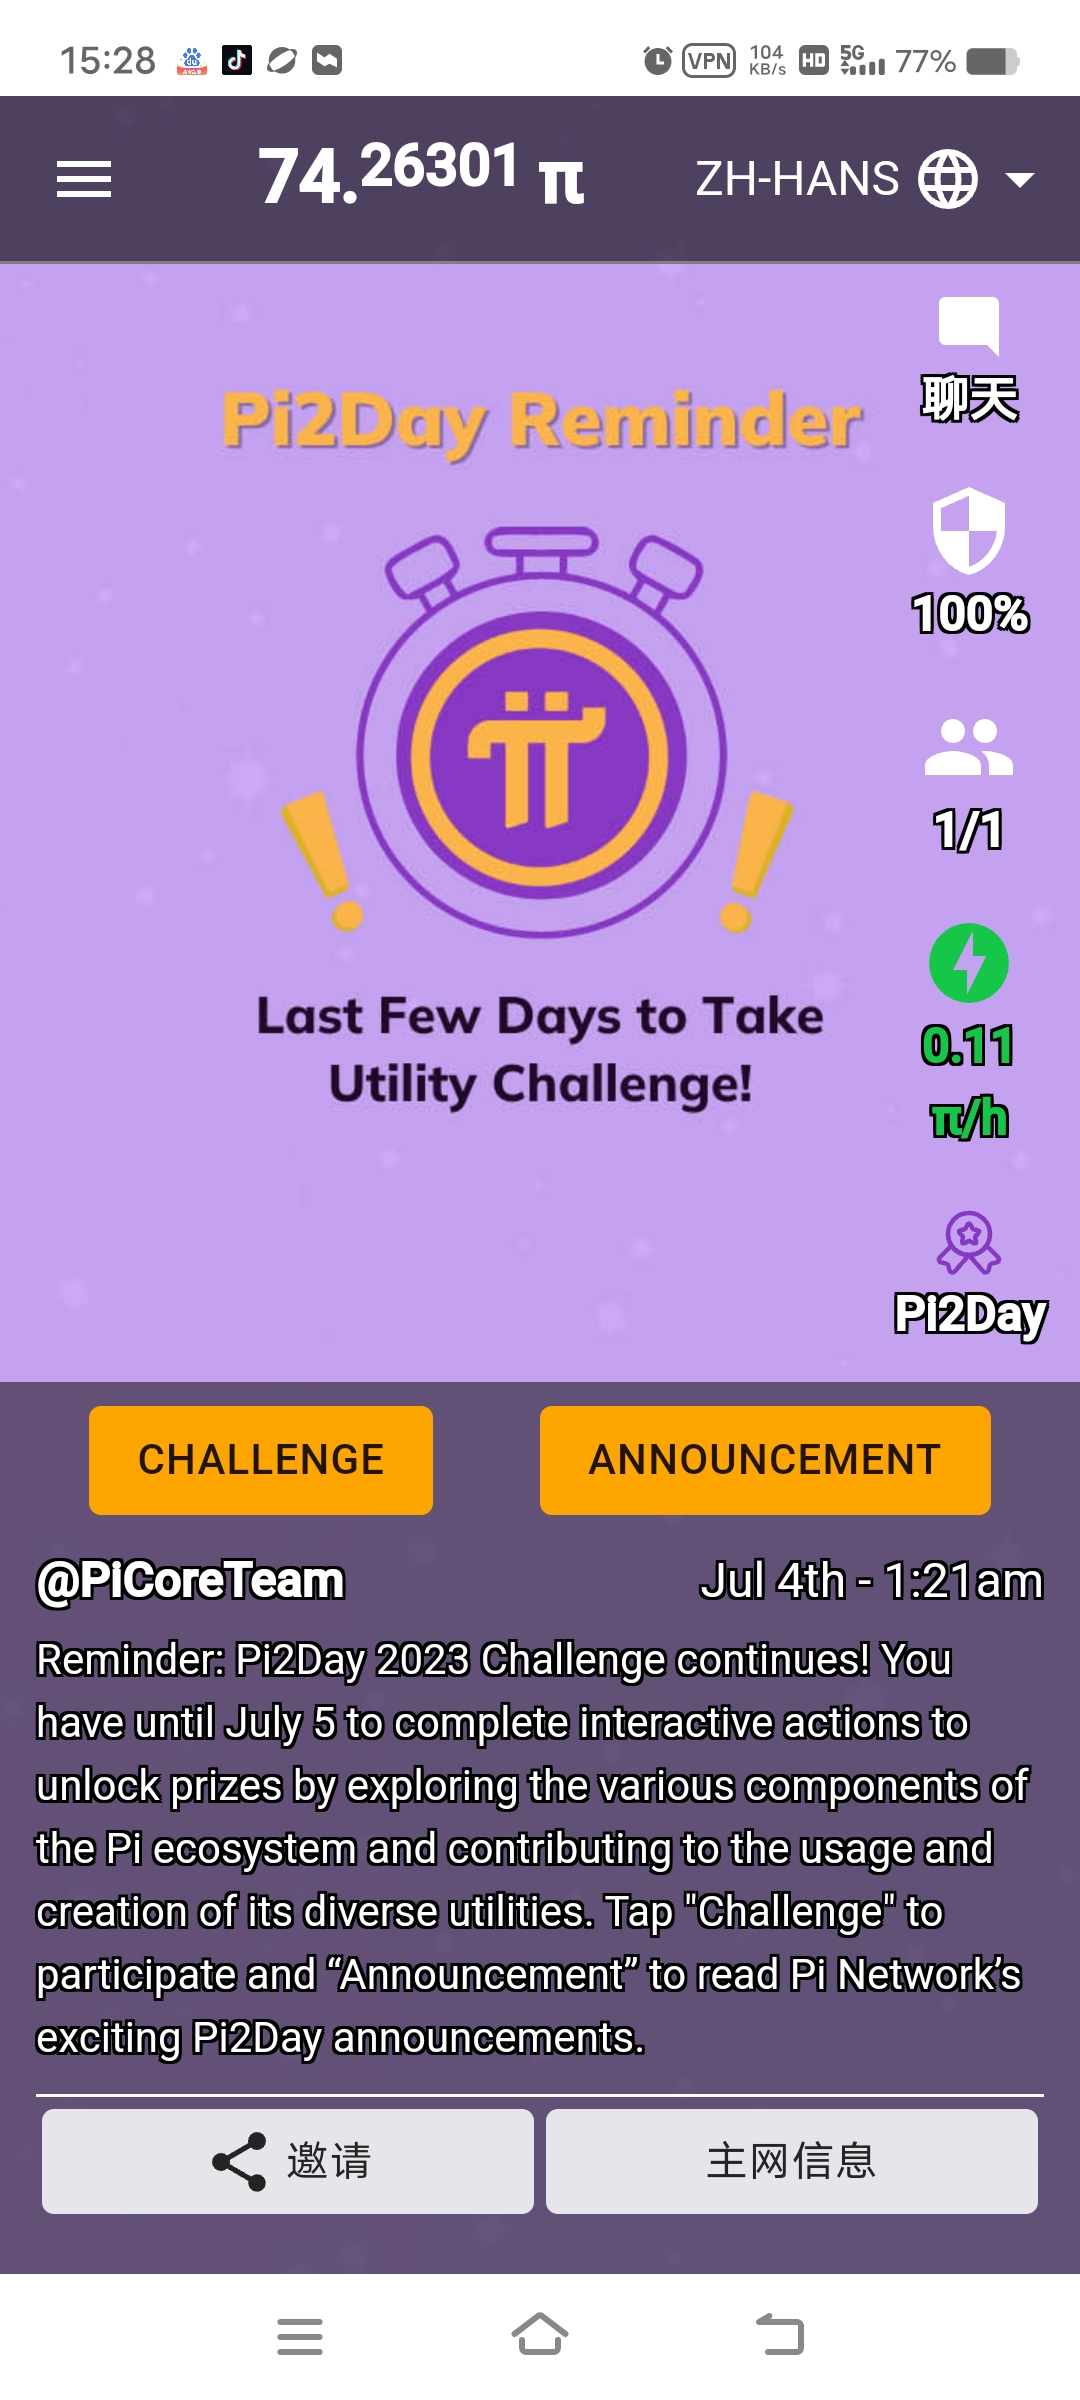 15:28
VPN 104 KB/s HD 5G 77%
74.26301 π
ZH-HANS
Pi2Day Reminder
聊天
100%
1/1
0.11
π/h
Last Few Days to Take
Utility Challenge!
Pi2Day
CHALLENGE
ANNOUNCEMENT
@PiCoreTeam
Jul 4th - 1:21am
Reminder: Pi2Day 2023 Challenge continues! You
have until July 5 to complete interactive actions to
unlock prizes by exploring the various components of
the Pi ecosystem and contributing to the usage and
creation of its diverse utilities. Tap "Challenge" to
participate and “Announcement” to read Pi Network’s
exciting Pi2Day announcements.
邀请
主网信息